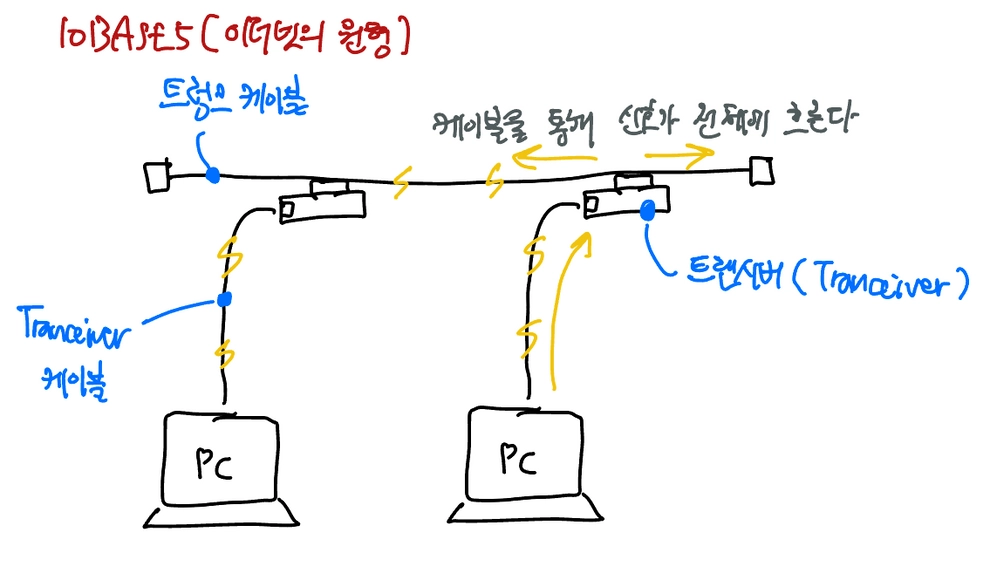 10BASE5 (이더넷의 원형)
트렁크 케이블
케이블을 통해 신호가 전체에 흐른다
트랜시버 (Tranceiver)
Tranceiver
케이블
PC
PC